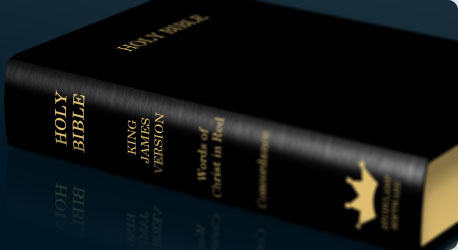 HOLY BIBLE
HOLY
BIBLE
KING
JAMES
VERSION
Words of
Christ in Red
Concordance